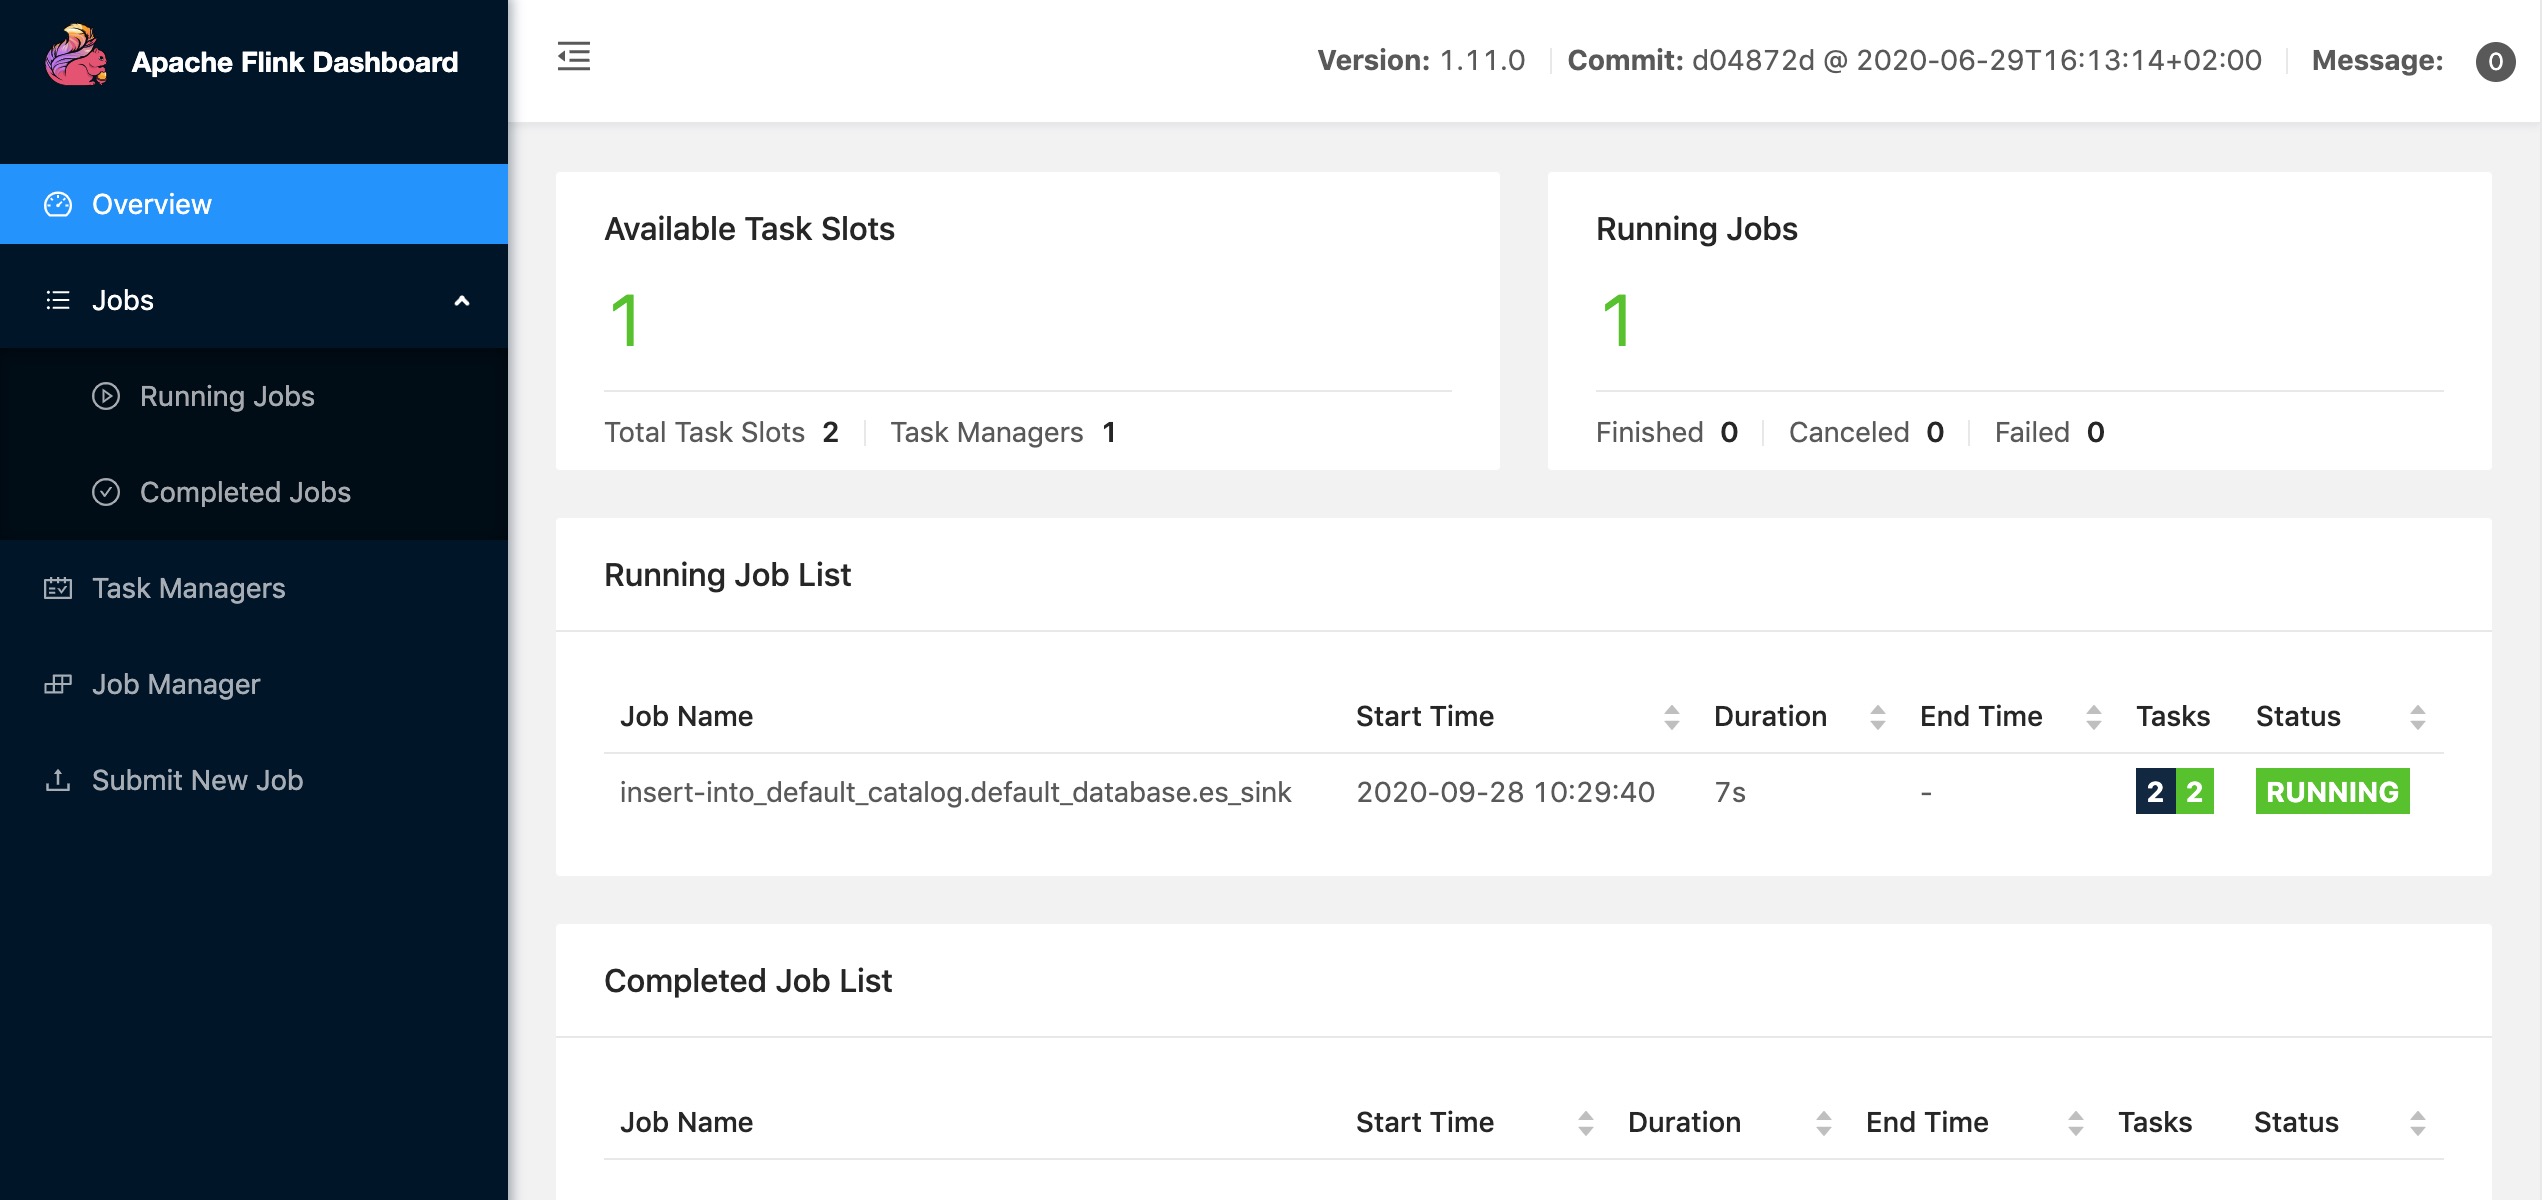 Apache Flink Dashboard
Version: 1.11.0 Commit: d04872d @ 2020-06-29T16:13:14+02:00 Message: 0
Overview
Jobs
Running Jobs
Completed Jobs
Task Managers
Job Manager
Submit New Job
Available Task Slots
1
Total Task Slots 2 Task Managers 1
Running Jobs
1
Finished 0 Canceled 0 Failed 0
Running Job List
Job Name Start Time Duration End Time Tasks Status
insert-into_default_catalog.default_database.es_sink 2020-09-28 10:29:40 7s - 2 2 RUNNING
Completed Job List
Job Name Start Time Duration End Time Tasks Status